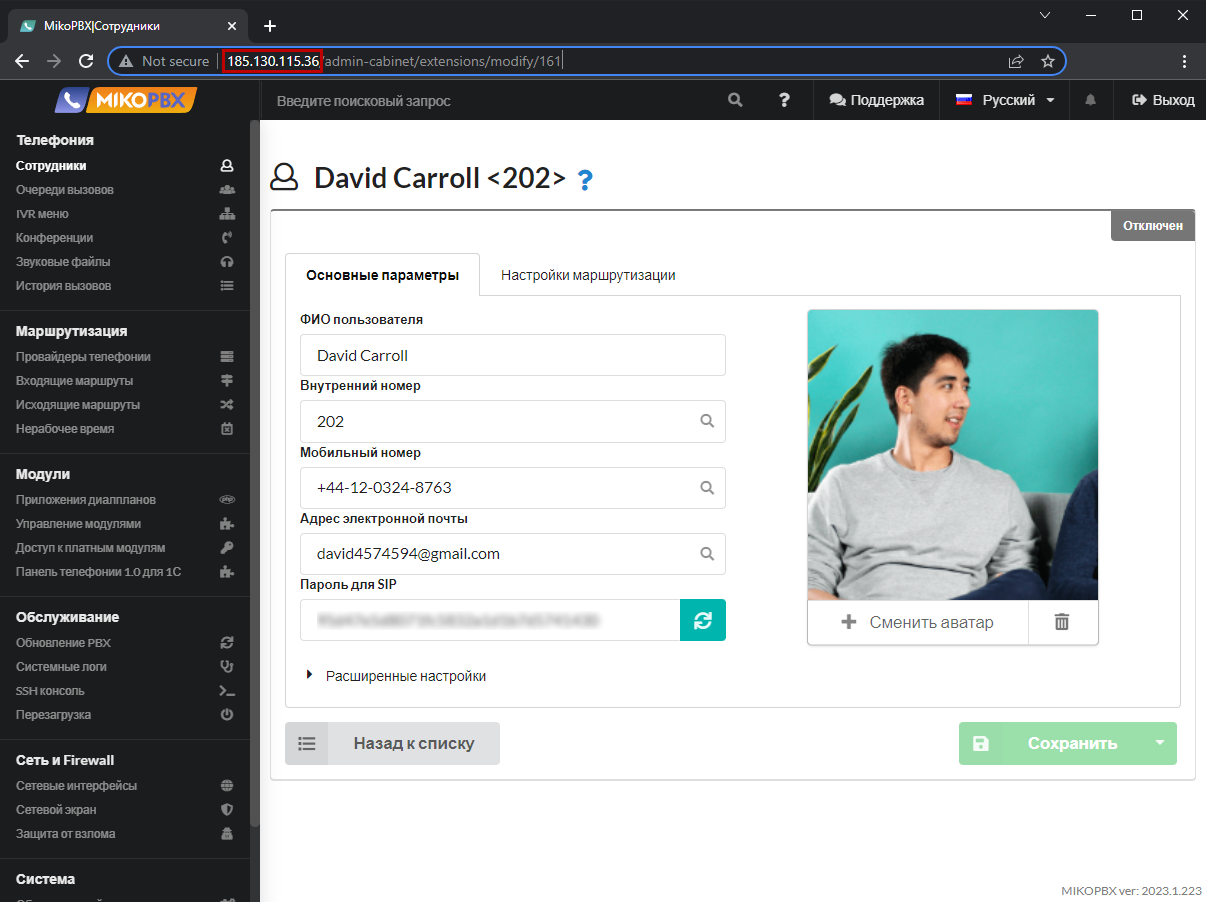 MikoPBX|Сотрудники
Not secure
185.130.115.36/admin-cabinet/extensions/modify/161
MIKOPBX
Введите поисковый запрос
?
Поддержка
Русский
Выход
Телефония
Сотрудники
Очереди вызовов
IVR меню
Конференции
Звуковые файлы
История вызовов
Маршрутизация
Провайдеры телефонии
Входящие маршруты
Исходящие маршруты
Нерабочее время
Модули
Приложения диалпланов
Управление модулями
Доступ к платным модулям
Панель телефонии 1.0 для 1С
Обслуживание
Обновление PBX
Системные логи
SSH консоль
Перезагрузка
Сеть и Firewall
Сетевые интерфейсы
Сетевой экран
Защита от взлома
Система
David Carroll <202> ?
Отключен
Основные параметры
Настройки маршрутизации
ФИО пользователя
David Carroll
Внутренний номер
202
Мобильный номер
+44-12-0324-8763
Адрес электронной почты
david4574594@gmail.com
Пароль для SIP
Расширенные настройки
Сменить аватар
Назад к списку
Сохранить
MIKOPBX ver: 2023.1.223